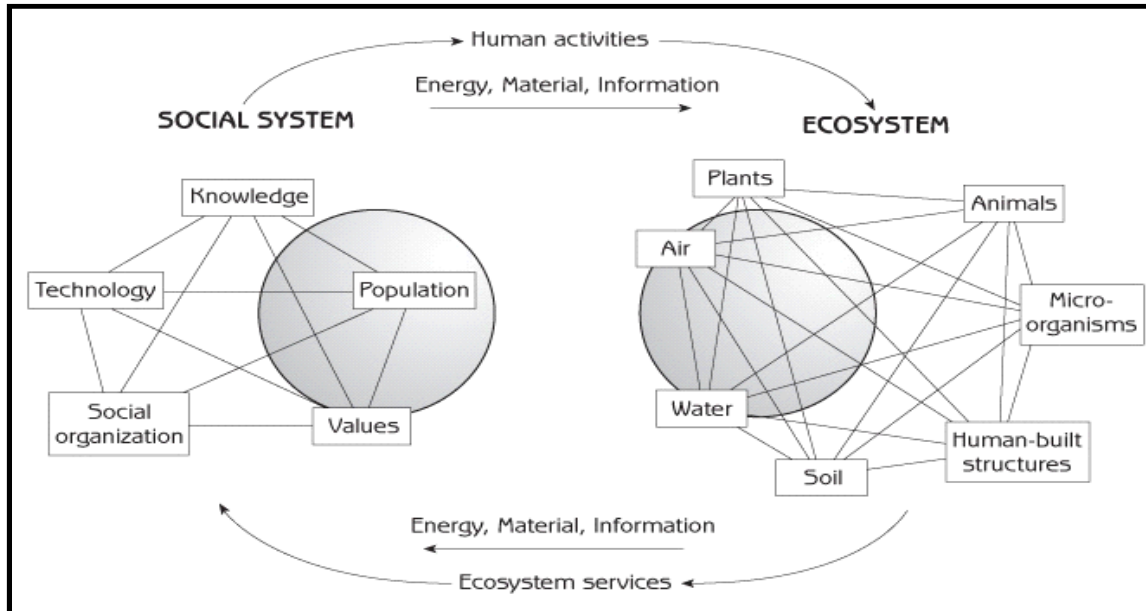 Human activities
Energy, Material, Information
SOCIAL SYSTEM
ECOSYSTEM
Knowledge
Technology
Population
Social
organization
Values
Plants
Animals
Air
Micro-
organisms
Water
Human-built
structures
Soil
Energy, Material, Information
Ecosystem services